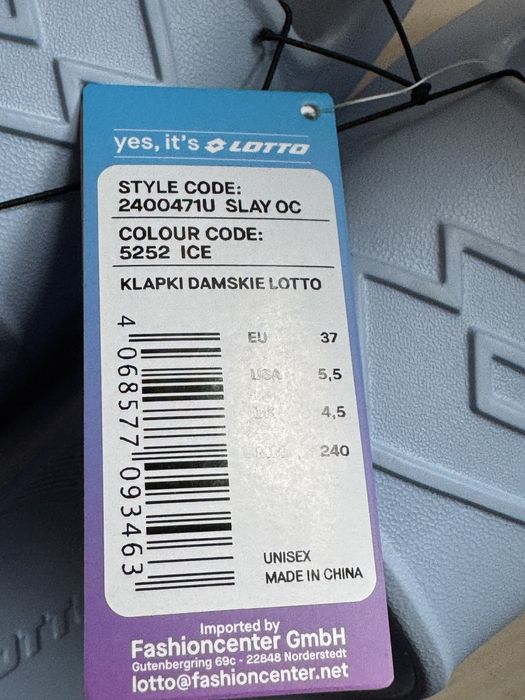 yes, it's LOTTO
STYLE CODE:
2400471U SLAY OC
COLOUR CODE:
5252 ICE
KLAPKI DAMSKIE LOTTO
EU 37
USA 5,5
UK 4,5
240
4 068577 093463
UNISEX
MADE IN CHINA
Imported by
Fashioncenter GmbH
Gutenbergring 69c - 22848 Norderstedt
lotto@fashioncenter.net